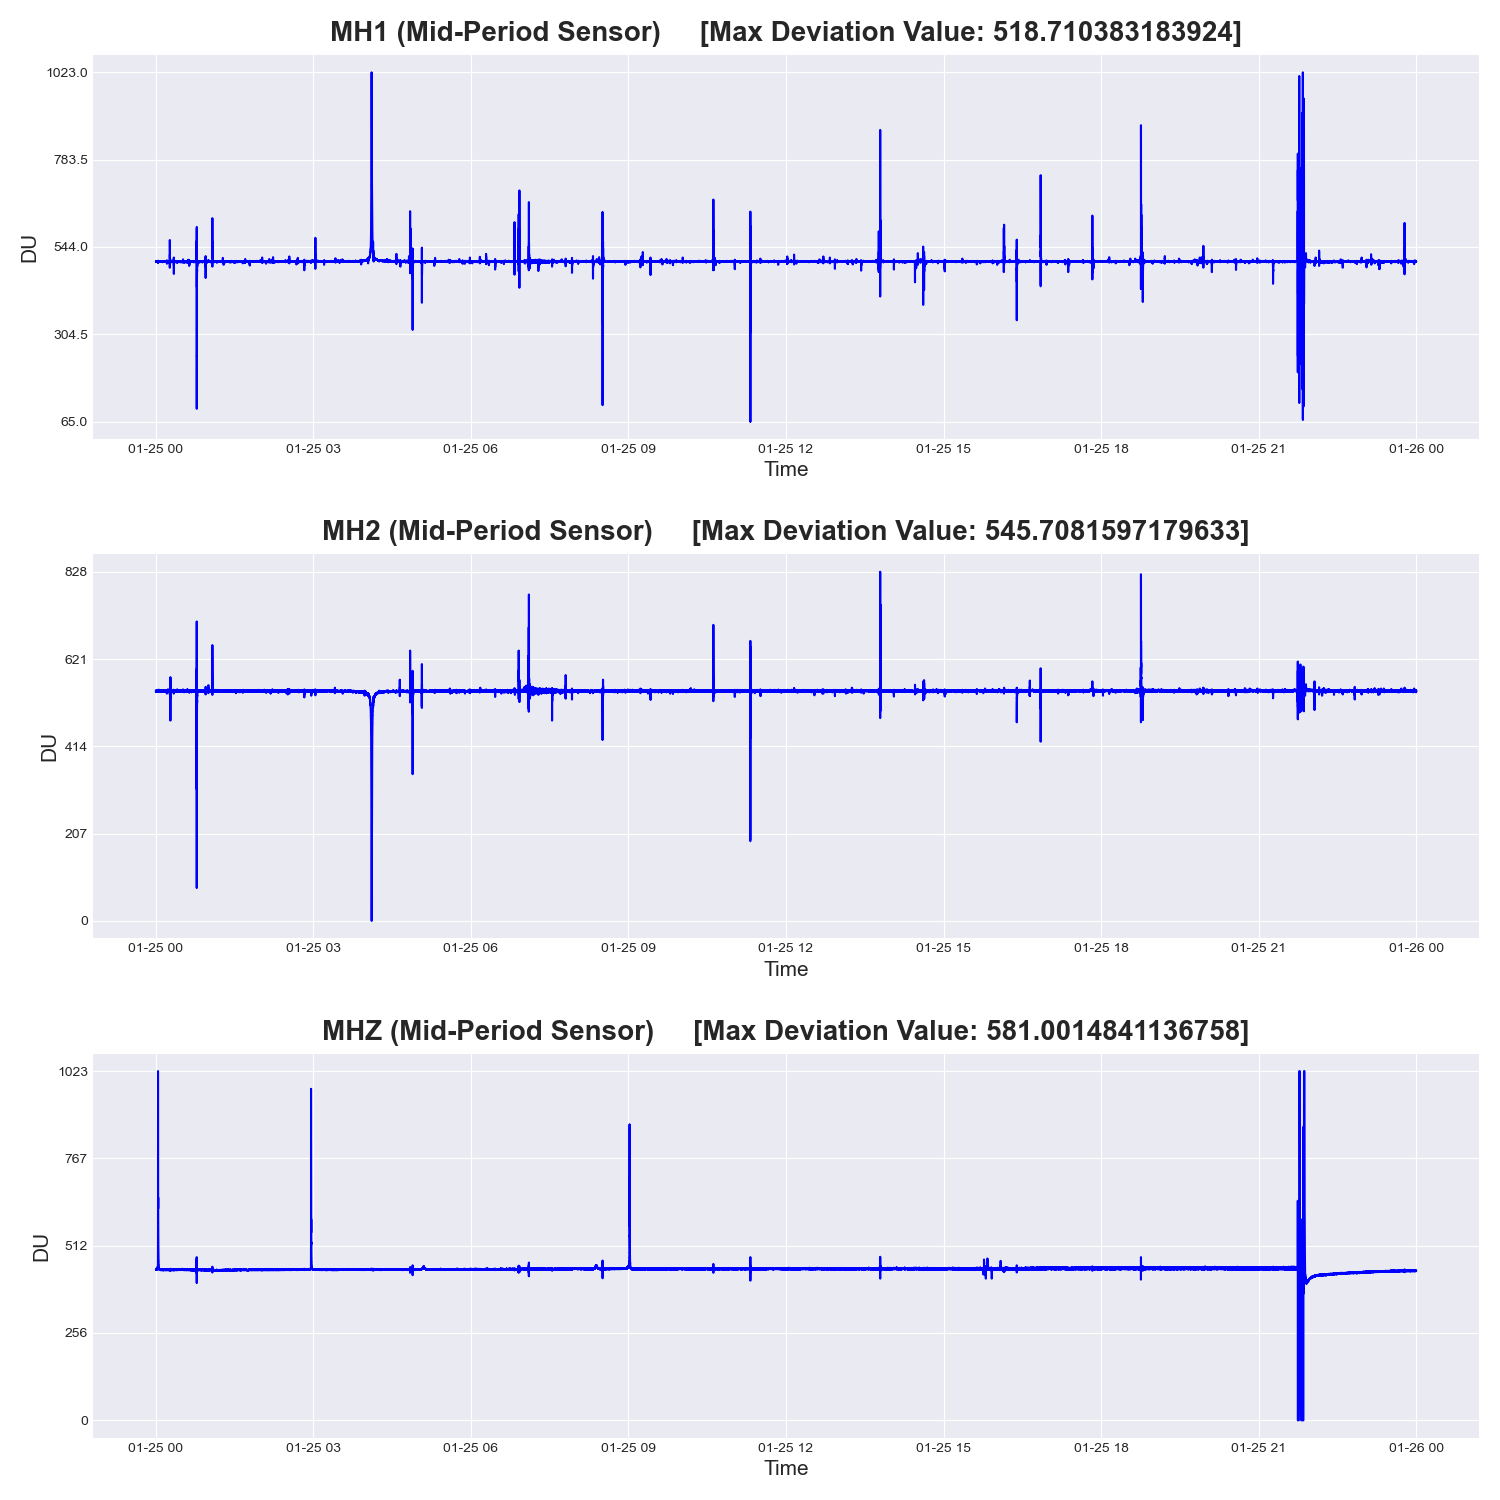 MH1 (Mid-Period Sensor) [Max Deviation Value: 518.710383183924]
1023.0
783.5
544.0
304.5
65.0
DU
01-25 00 01-25 03 01-25 06 01-25 09 01-25 12 01-25 15 01-25 18 01-25 21 01-26 00
Time
MH2 (Mid-Period Sensor) [Max Deviation Value: 545.7081597179633]
828
621
414
207
0
DU
01-25 00 01-25 03 01-25 06 01-25 09 01-25 12 01-25 15 01-25 18 01-25 21 01-26 00
Time
MHZ (Mid-Period Sensor) [Max Deviation Value: 581.0014841136758]
1023
767
512
256
0
DU
01-25 00 01-25 03 01-25 06 01-25 09 01-25 12 01-25 15 01-25 18 01-25 21 01-26 00
Time